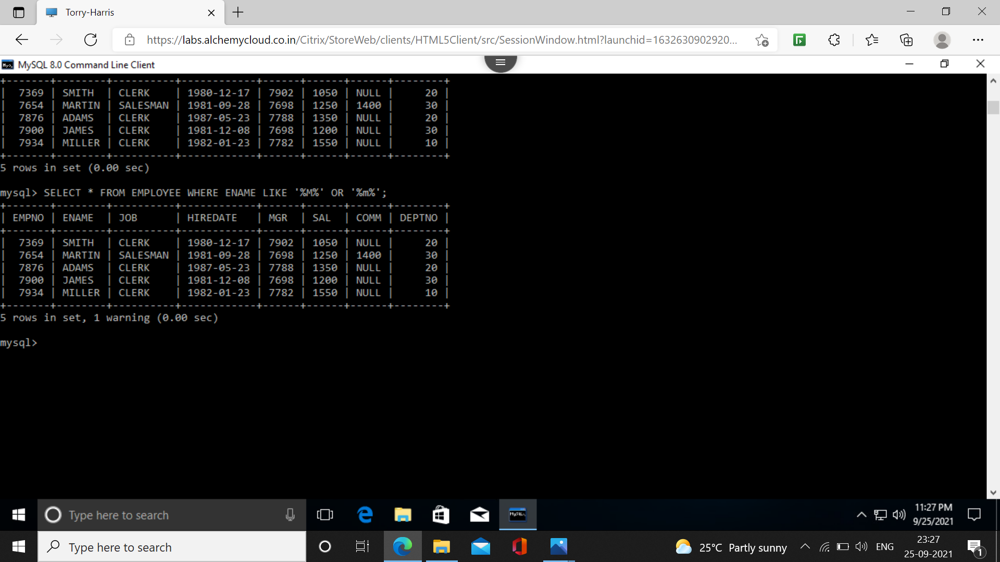 Torry-Harris
https://labs.alchemycloud.co.in/Citrix/StoreWeb/clients/HTML5Client/src/SessionWindow.html?launchid=1632630902920...
MySQL 8.0 Command Line Client
+-------+--------+----------+------------+------+------+------+--------+
|  7369 | SMITH  | CLERK    | 1980-12-17 | 7902 | 1050 | NULL |     20 |
|  7654 | MARTIN | SALESMAN | 1981-09-28 | 7698 | 1250 | 1400 |     30 |
|  7876 | ADAMS  | CLERK    | 1987-05-23 | 7788 | 1350 | NULL |     20 |
|  7900 | JAMES  | CLERK    | 1981-12-08 | 7698 | 1200 | NULL |     30 |
|  7934 | MILLER | CLERK    | 1982-01-23 | 7782 | 1550 | NULL |     10 |
+-------+--------+----------+------------+------+------+------+--------+
5 rows in set (0.00 sec)
mysql> SELECT * FROM EMPLOYEE WHERE ENAME LIKE '%M%' OR '%m%';
+-------+--------+----------+------------+------+------+------+--------+
| EMPNO | ENAME  | JOB      | HIREDATE   | MGR  | SAL  | COMM | DEPTNO |
+-------+--------+----------+------------+------+------+------+--------+
|  7369 | SMITH  | CLERK    | 1980-12-17 | 7902 | 1050 | NULL |     20 |
|  7654 | MARTIN | SALESMAN | 1981-09-28 | 7698 | 1250 | 1400 |     30 |
|  7876 | ADAMS  | CLERK    | 1987-05-23 | 7788 | 1350 | NULL |     20 |
|  7900 | JAMES  | CLERK    | 1981-12-08 | 7698 | 1200 | NULL |     30 |
|  7934 | MILLER | CLERK    | 1982-01-23 | 7782 | 1550 | NULL |     10 |
+-------+--------+----------+------------+------+------+------+--------+
5 rows in set, 1 warning (0.00 sec)
mysql>
Type here to search
11:27 PM
9/25/2021
Type here to search
25°C Partly sunny
ENG
23:27
25-09-2021
1